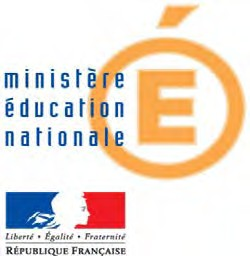 ministère
éducation
nationale
É
Liberté • Égalité • Fraternité
RÉPUBLIQUE FRANÇAISE